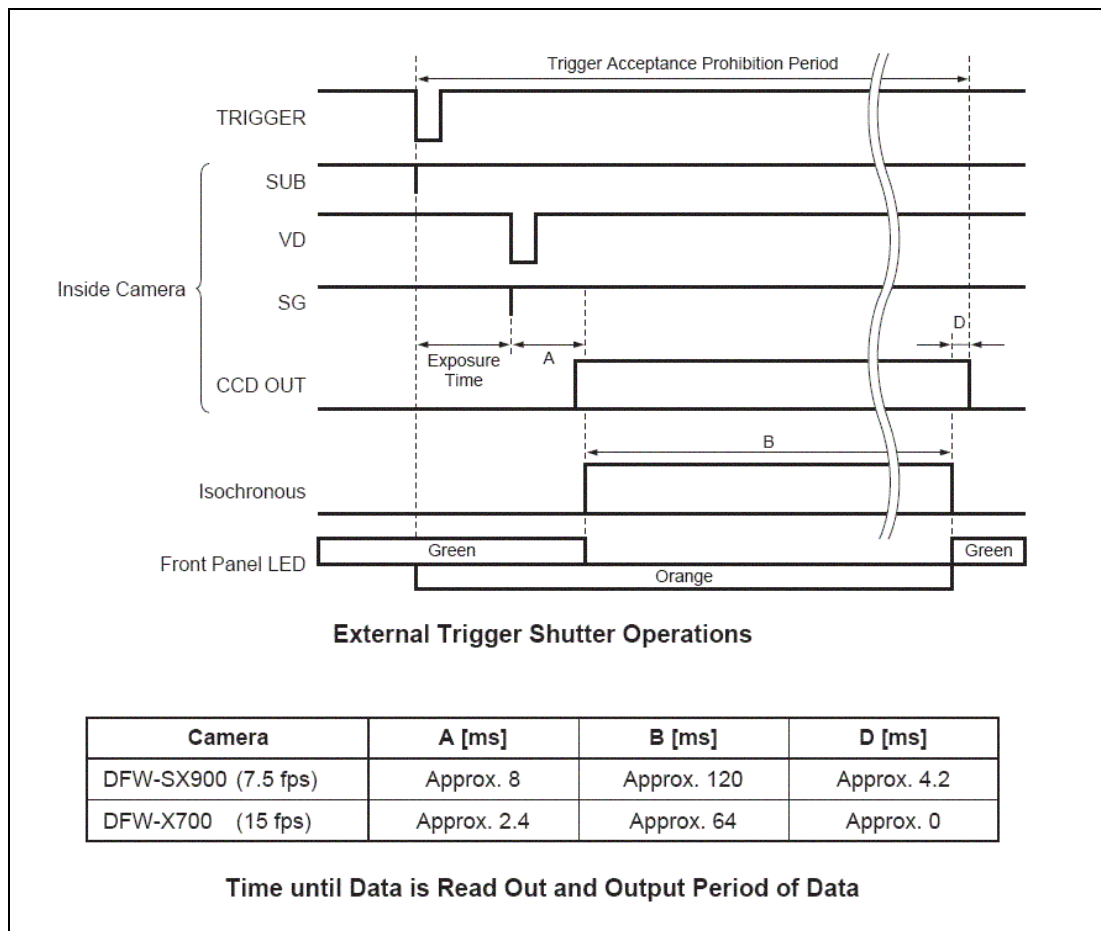 Trigger Acceptance Prohibition Period
TRIGGER
SUB
VD
Inside Camera
SG
D
Exposure
Time
A
CCD OUT
B
Isochronous
Front Panel LED
Green
Green
Orange
External Trigger Shutter Operations
Camera A [ms] B [ms] D [ms]
DFW-SX900 (7.5 fps) Approx. 8 Approx. 120 Approx. 4.2
DFW-X700 (15 fps) Approx. 2.4 Approx. 64 Approx. 0
Time until Data is Read Out and Output Period of Data